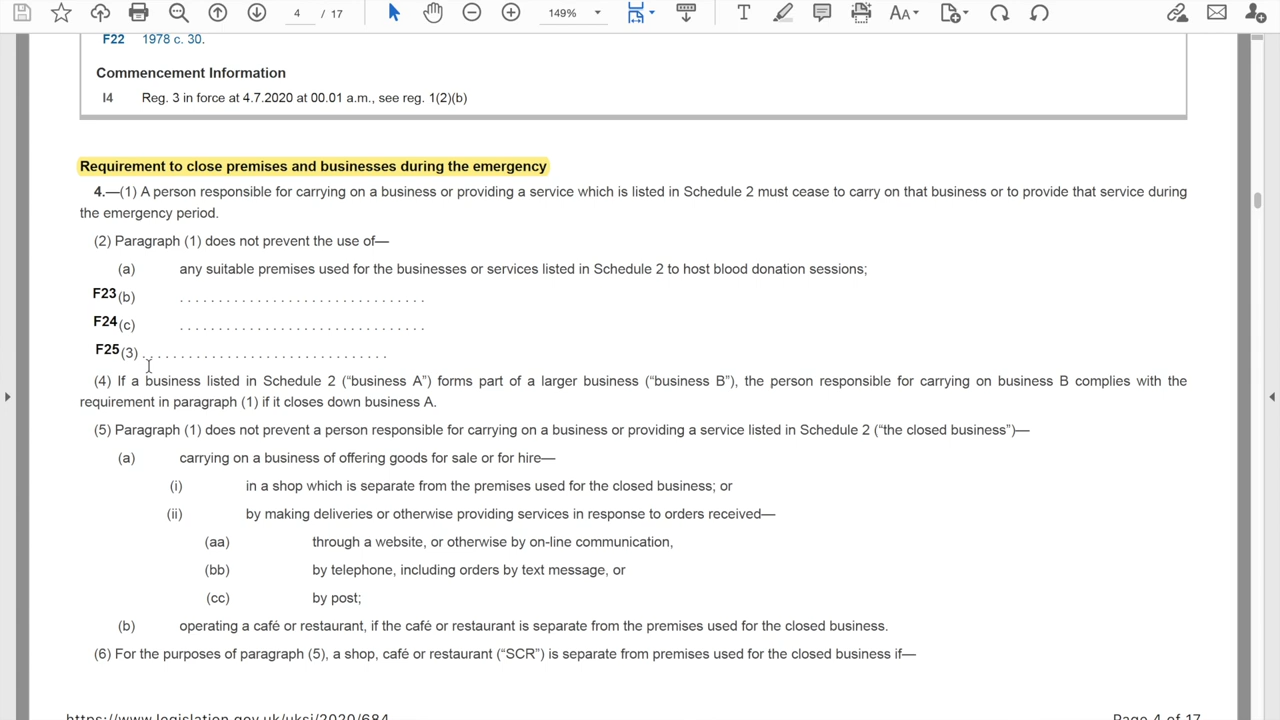 4 / 17 149%
F22 1978 c. 30.
Commencement Information
I4 Reg. 3 in force at 4.7.2020 at 00.01 a.m., see reg. 1(2)(b)
Requirement to close premises and businesses during the emergency
4.—(1) A person responsible for carrying on a business or providing a service which is listed in Schedule 2 must cease to carry on that business or to provide that service during
the emergency period.
(2) Paragraph (1) does not prevent the use of—
(a) any suitable premises used for the businesses or services listed in Schedule 2 to host blood donation sessions;
F23(b) . . . . . . . . . . . . . . . . . . . . . . . . . . . . . . . .
F24(c) . . . . . . . . . . . . . . . . . . . . . . . . . . . . . . . .
F25(3) . . . . . . . . . . . . . . . . . . . . . . . . . . . . . . . .
(4) If a business listed in Schedule 2 (“business A”) forms part of a larger business (“business B”), the person responsible for carrying on business B complies with the
requirement in paragraph (1) if it closes down business A.
(5) Paragraph (1) does not prevent a person responsible for carrying on a business or providing a service listed in Schedule 2 (“the closed business”)—
(a) carrying on a business of offering goods for sale or for hire—
(i) in a shop which is separate from the premises used for the closed business; or
(ii) by making deliveries or otherwise providing services in response to orders received—
(aa) through a website, or otherwise by on-line communication,
(bb) by telephone, including orders by text message, or
(cc) by post;
(b) operating a café or restaurant, if the café or restaurant is separate from the premises used for the closed business.
(6) For the purposes of paragraph (5), a shop, café or restaurant (“SCR”) is separate from premises used for the closed business if—
https://www.legislation.gov.uk/uksi/2020/684 Page 4 of 17